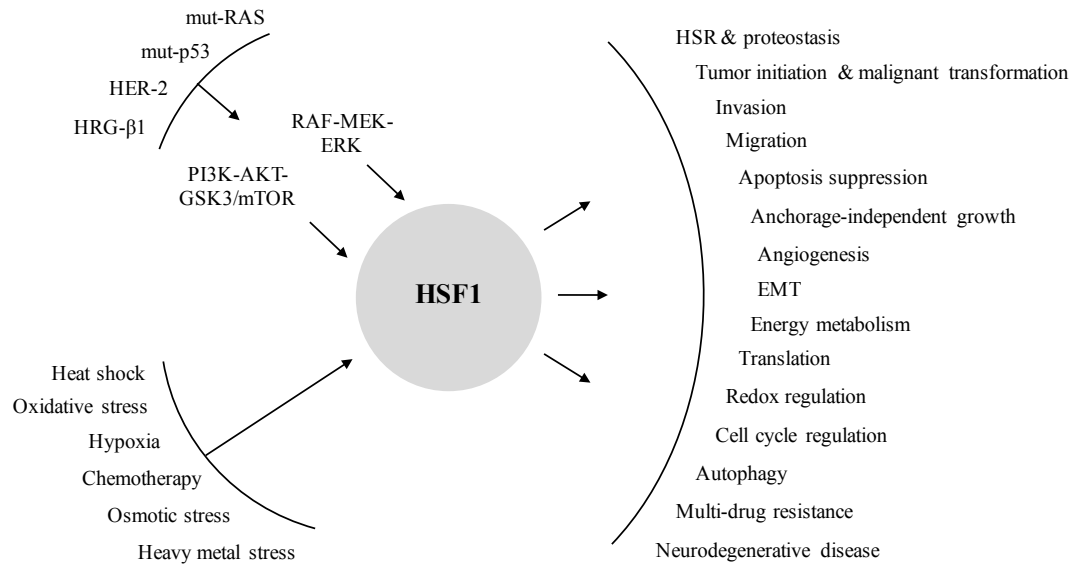 mut-RAS
mut-p53
HER-2
HRG-β1
RAF-MEK-
ERK
PI3K-AKT-
GSK3/mTOR
HSF1
Heat shock
Oxidative stress
Hypoxia
Chemotherapy
Osmotic stress
Heavy metal stress
HSR & proteostasis
Tumor initiation & malignant transformation
Invasion
Migration
Apoptosis suppression
Anchorage-independent growth
Angiogenesis
EMT
Energy metabolism
Translation
Redox regulation
Cell cycle regulation
Autophagy
Multi-drug resistance
Neurodegenerative disease